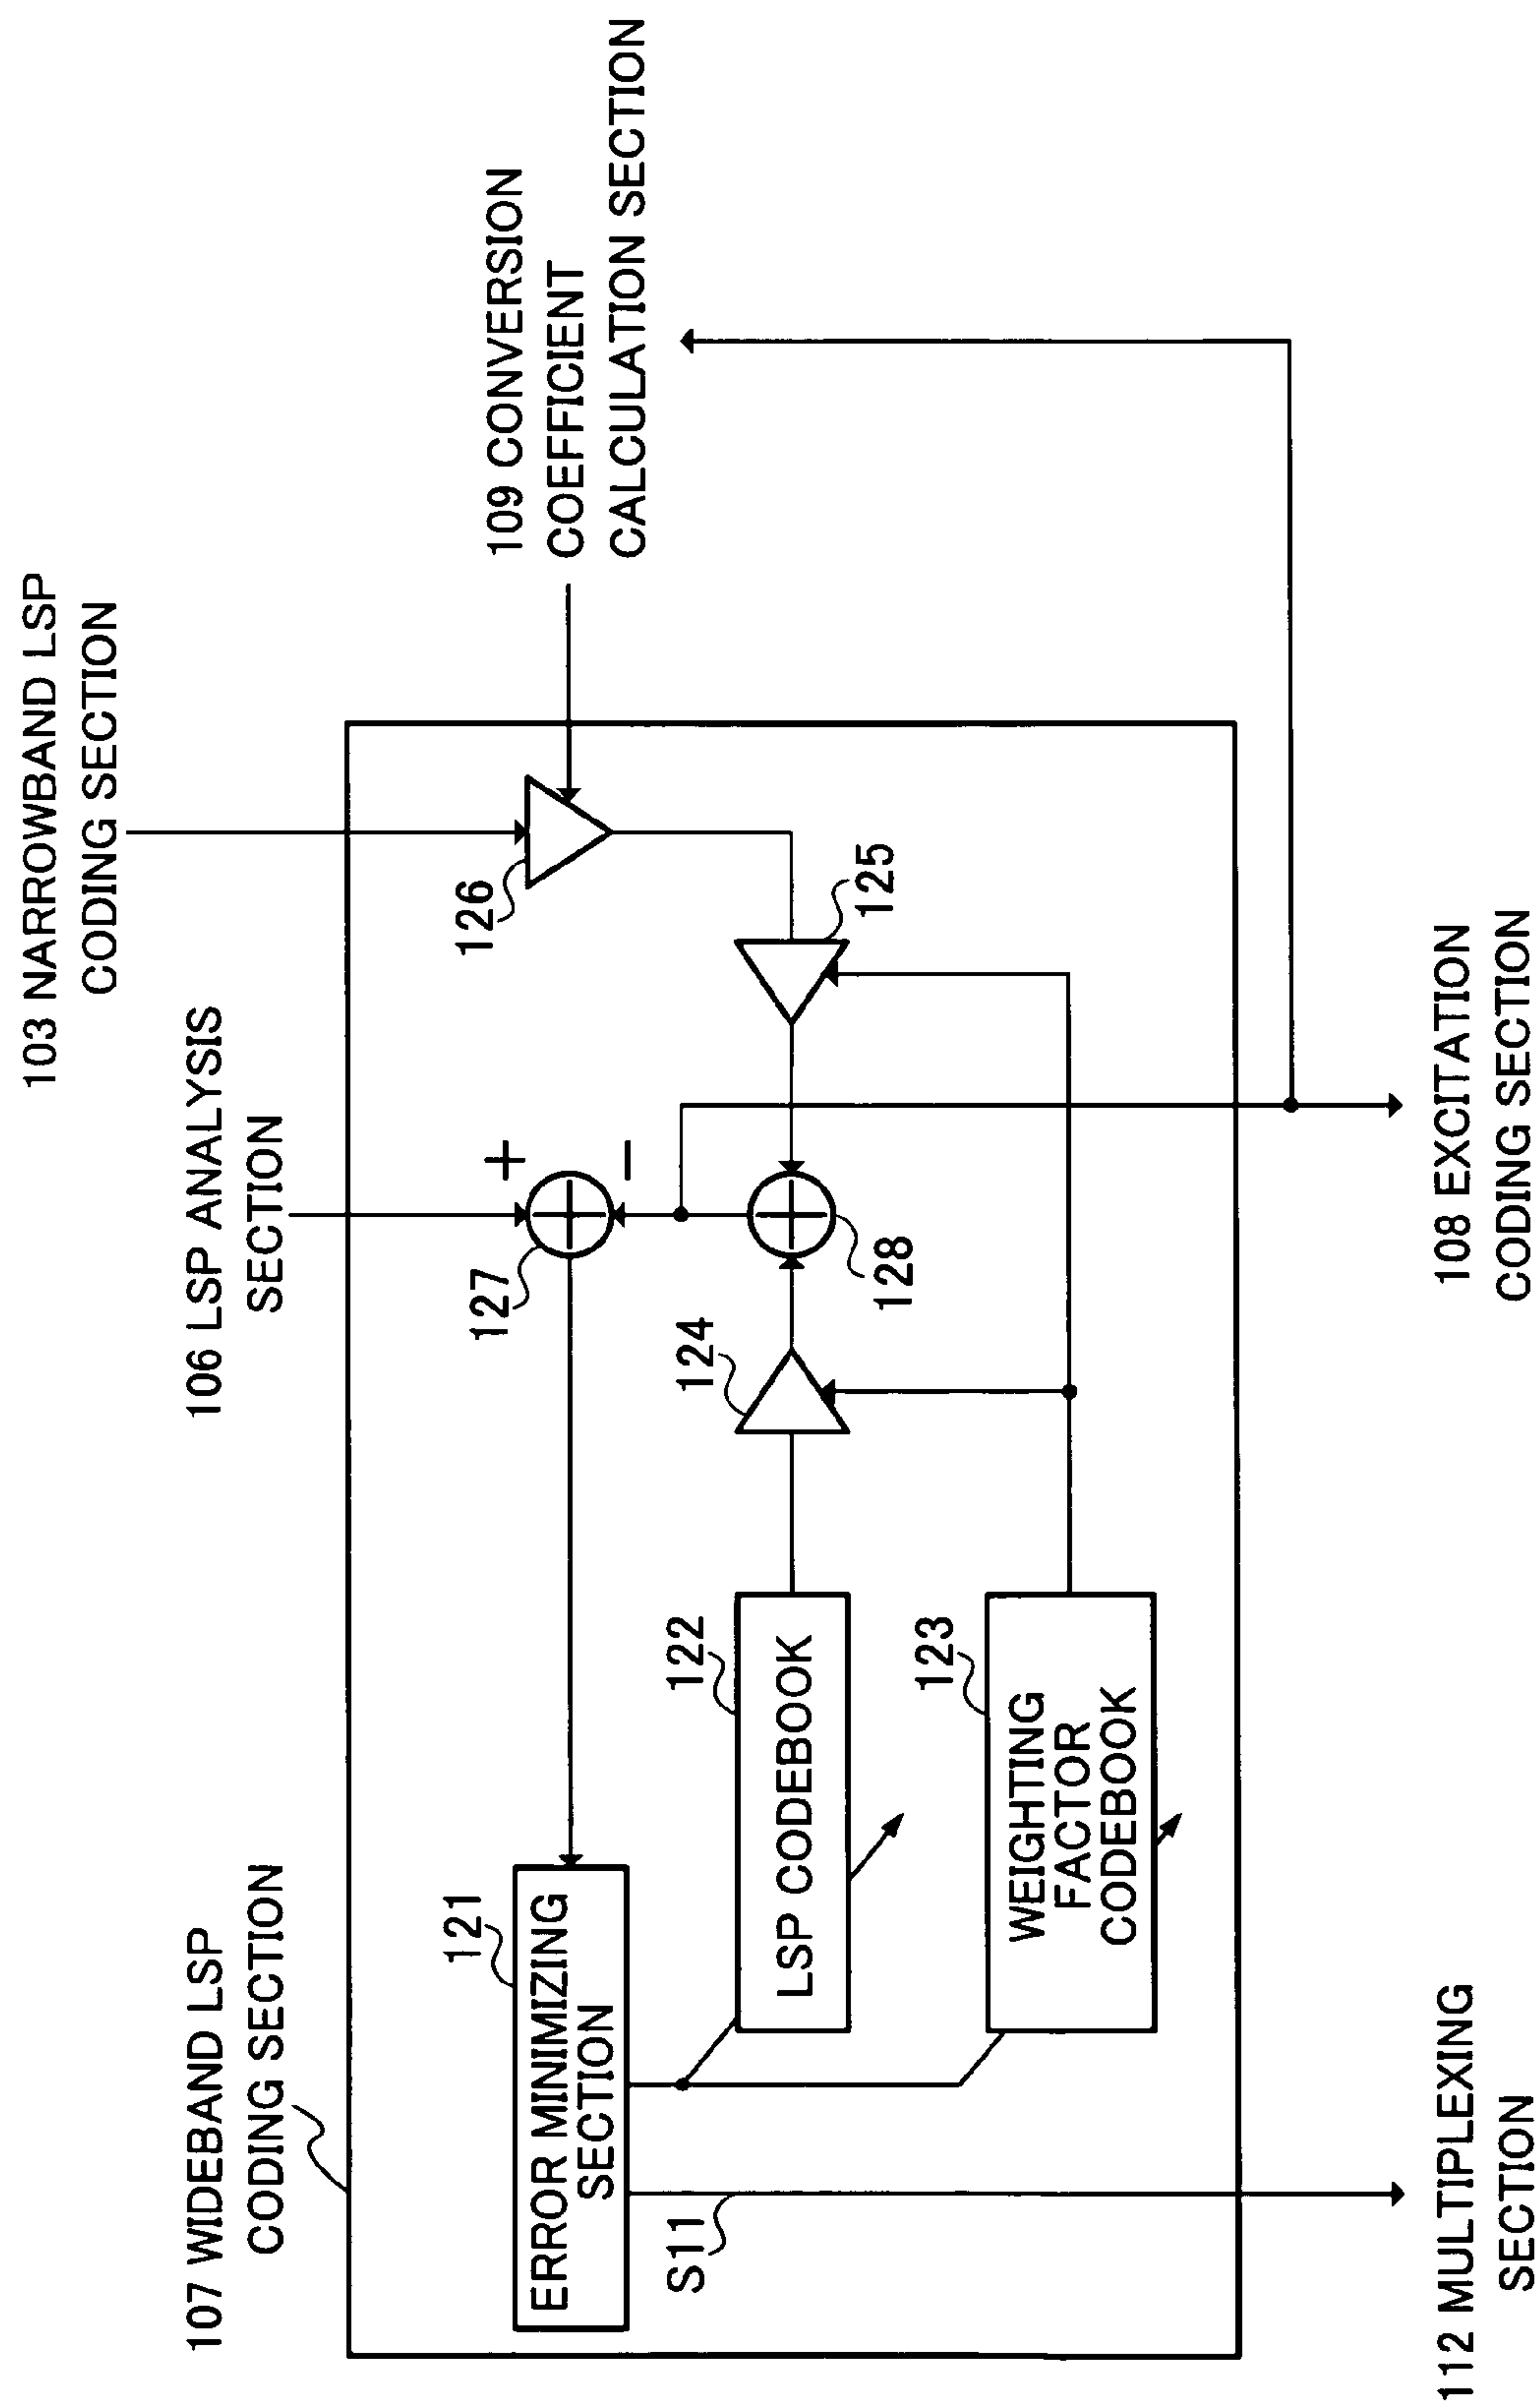 103 NARROWBAND LSP
CODING SECTION
106 LSP ANALYSIS
SECTION
107 WIDEBAND LSP
CODING SECTION
109 CONVERSION
COEFFICIENT
CALCULATION SECTION
126
127
+
−
121
ERROR MINIMIZING
SECTION
125
128
124
122
LSP CODEBOOK
123
WEIGHTING
FACTOR
CODEBOOK
S11
112 MULTIPLEXING
SECTION
108 EXCITATION
CODING SECTION